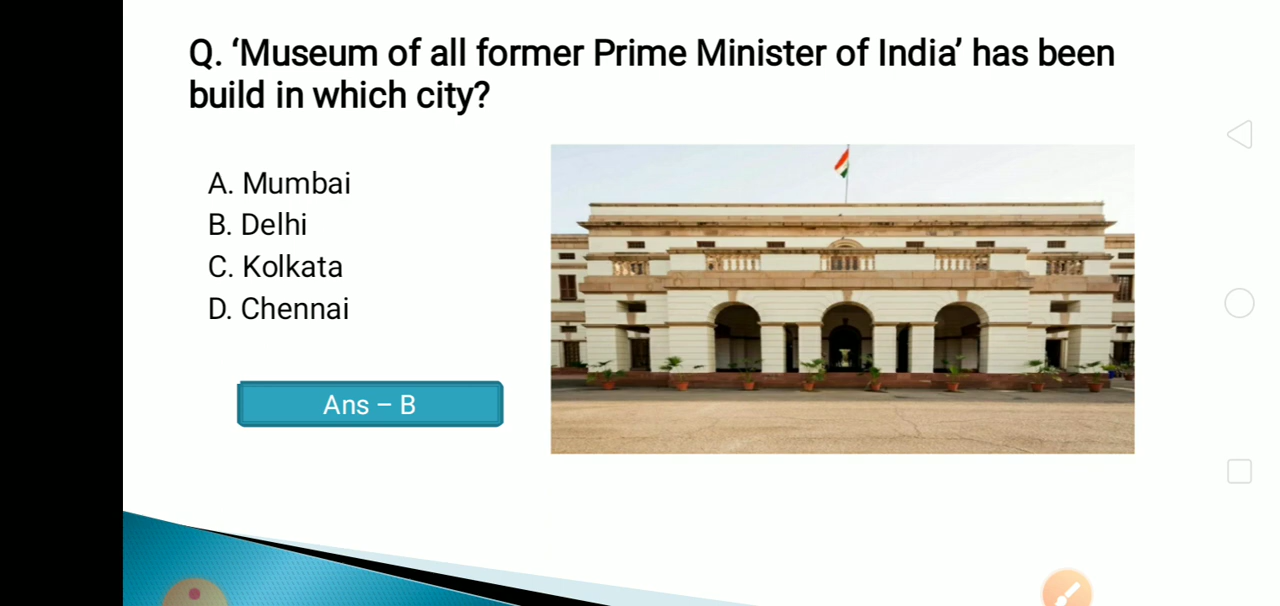 Q. ‘Museum of all former Prime Minister of India’ has been
build in which city?
A. Mumbai
B. Delhi
C. Kolkata
D. Chennai
Ans – B